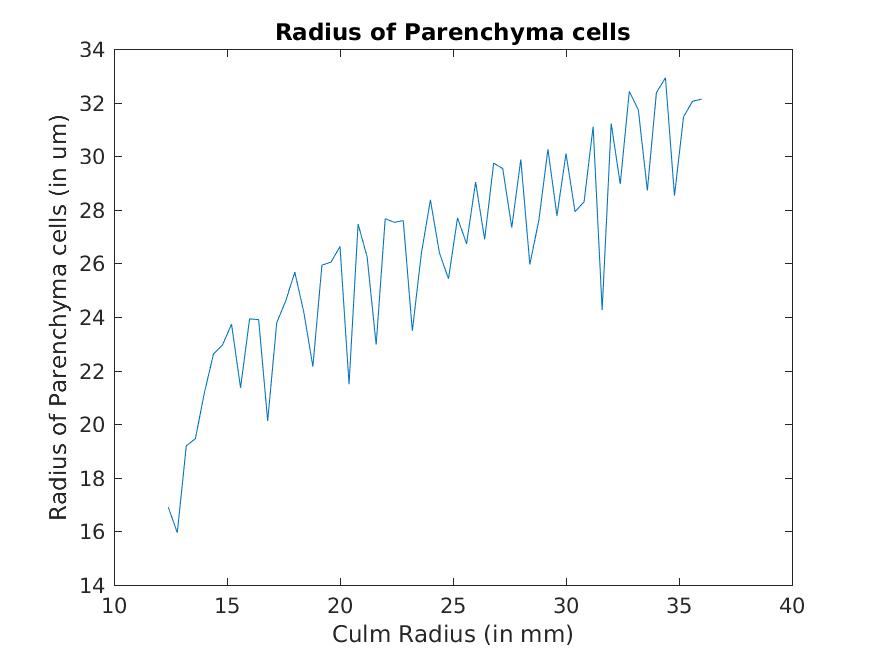 Radius of Parenchyma cells
34
32
30
28
26
24
22
20
18
16
14
Radius of Parenchyma cells (in um)
10 15 20 25 30 35 40
Culm Radius (in mm)